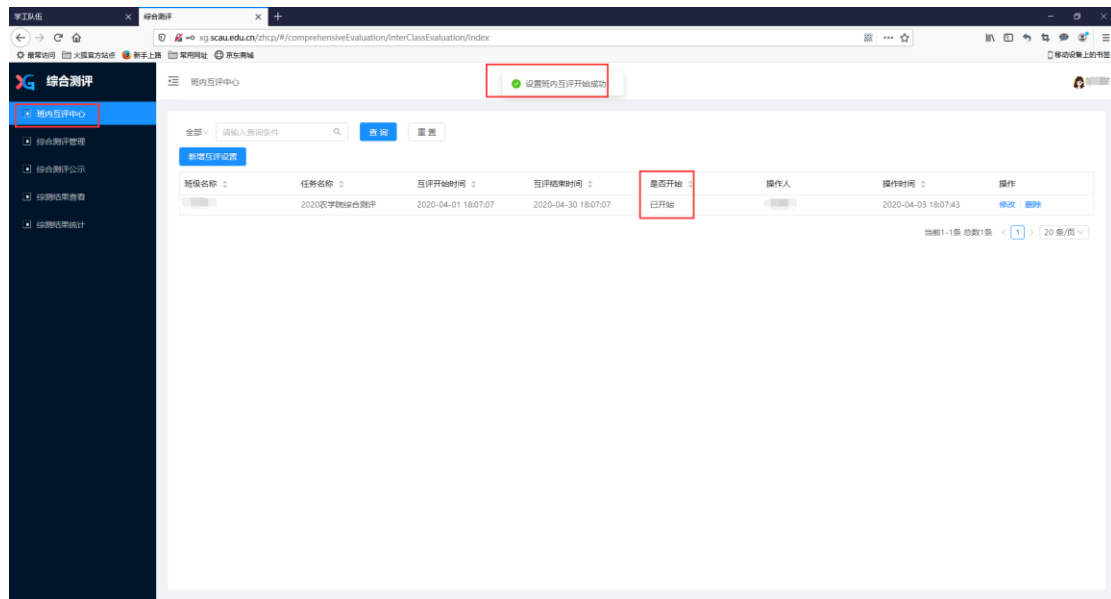 学工队伍 综合测评
xg.scau.edu.cn/zhcp/#/comprehensiveEvaluation/interClassEvaluation/index
最常访问 火狐官方站点 新手上路 常用网址 京东商城 移动设备上的书签
XG 综合测评 班内互评中心 设置班内互评开始成功
班内互评中心
综合测评管理
综合测评公示
综测结果查看
综测结果统计
全部 请输入查询条件 查 询 重 置
新增互评设置
班级名称 任务名称 互评开始时间 互评结束时间 是否开始 操作人 操作时间 操作
2020农学院综合测评 2020-04-01 18:07:07 2020-04-30 18:07:07 已开始 2020-04-03 18:07:43 修改 删除
当前1-1条 总数1条 < 1 > 20 条/页